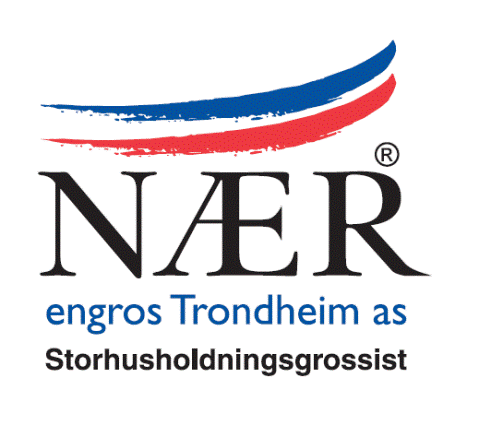 NÆR®
engros Trondheim as
Storhusholdningsgrossist